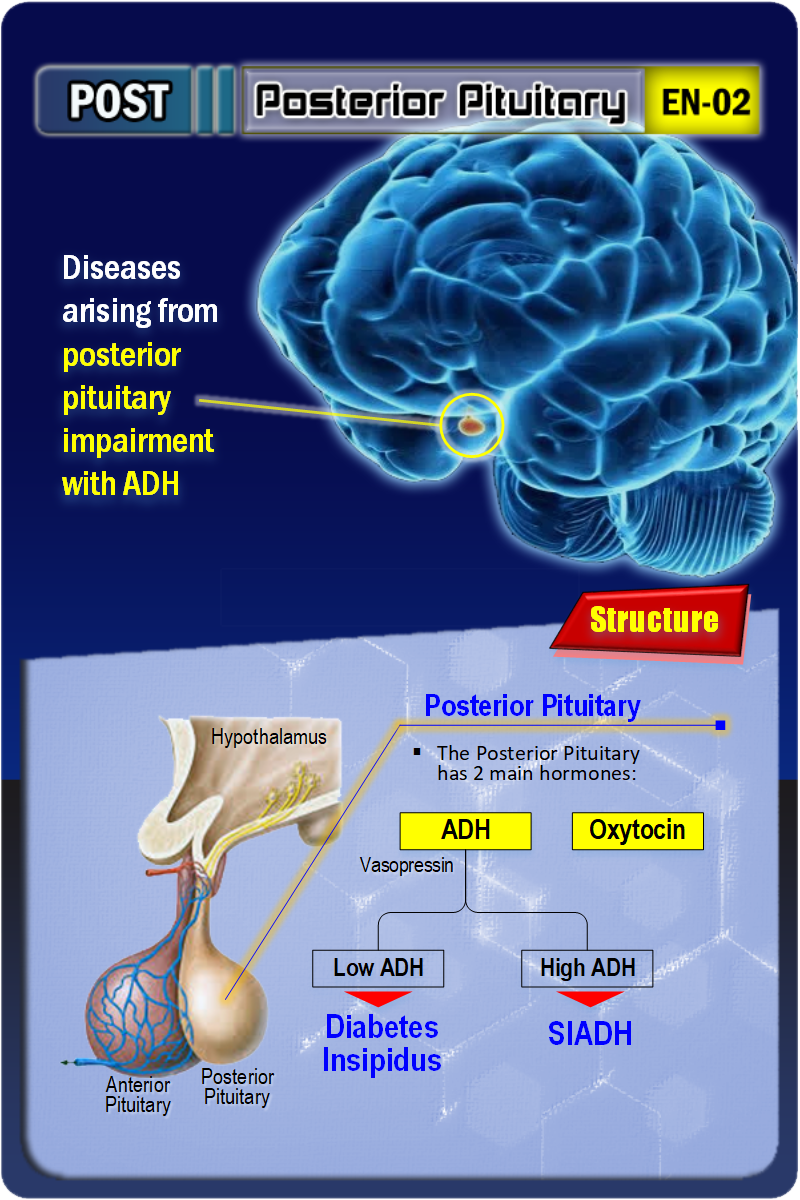 POST
Posterior Pituitary
EN-02
Diseases
arising from
posterior
pituitary
impairment
with ADH
Structure
Posterior Pituitary
Hypothalamus
▪ The Posterior Pituitary
has 2 main hormones:
ADH
Oxytocin
Vasopressin
Low ADH
High ADH
Diabetes
Insipidus
SIADH
Anterior
Pituitary
Posterior
Pituitary